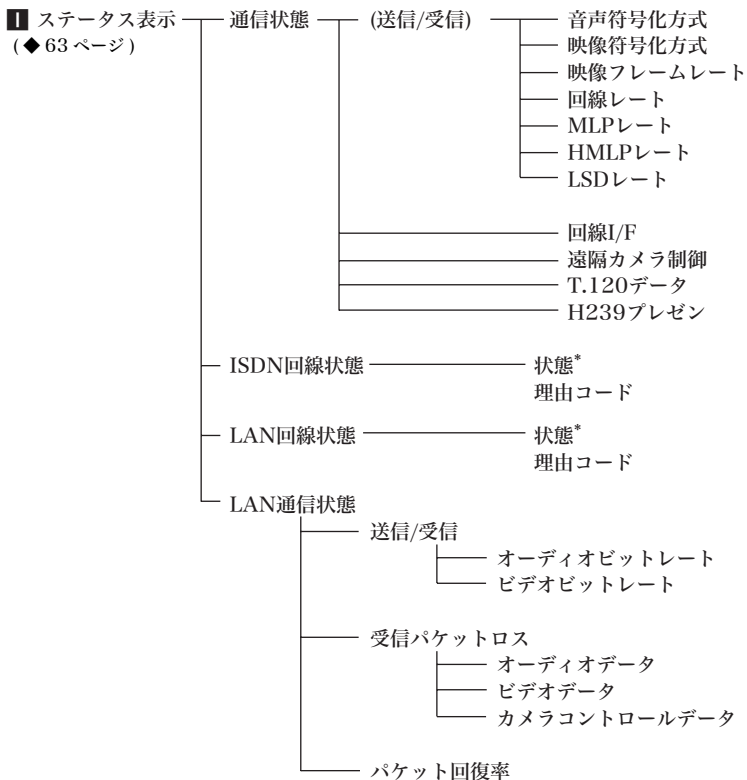 I ステータス表示 通信状態 (送信/受信) 音声符号化方式
(◆63ページ) 映像符号化方式
映像フレームレート
回線レート
MLPレート
HMLPレート
LSDレート
回線I/F
遠隔カメラ制御
T.120データ
H239プレゼン
ISDN回線状態 状態*
理由コード
LAN回線状態 状態*
理由コード
LAN通信状態
送信/受信
オーディオビットレート
ビデオビットレート
受信パケットロス
オーディオデータ
ビデオデータ
カメラコントロールデータ
パケット回復率